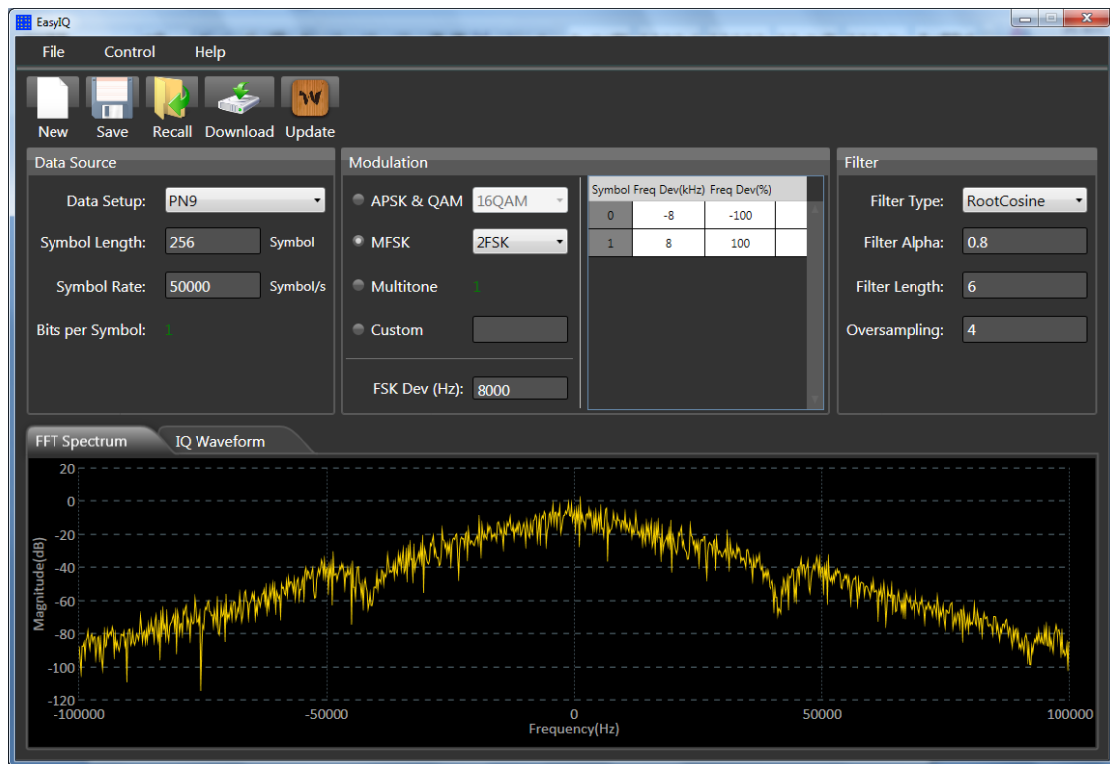 EasyIQ
File Control Help
New Save Recall Download Update
Data Source
Data Setup: PN9
Symbol Length: 256 Symbol
Symbol Rate: 50000 Symbol/s
Bits per Symbol: 1
Modulation
APSK & QAM 16QAM
MFSK 2FSK
Multitone 1
Custom
FSK Dev (Hz): 8000
Symbol Freq Dev(kHz) Freq Dev(%)
0 -8 -100
1 8 100
Filter
Filter Type: RootCosine
Filter Alpha: 0.8
Filter Length: 6
Oversampling: 4
FFT Spectrum IQ Waveform
Magnitude(dB)
20
0
-20
-40
-60
-80
-100
-120
-100000 -50000 0 50000 100000
Frequency(Hz)